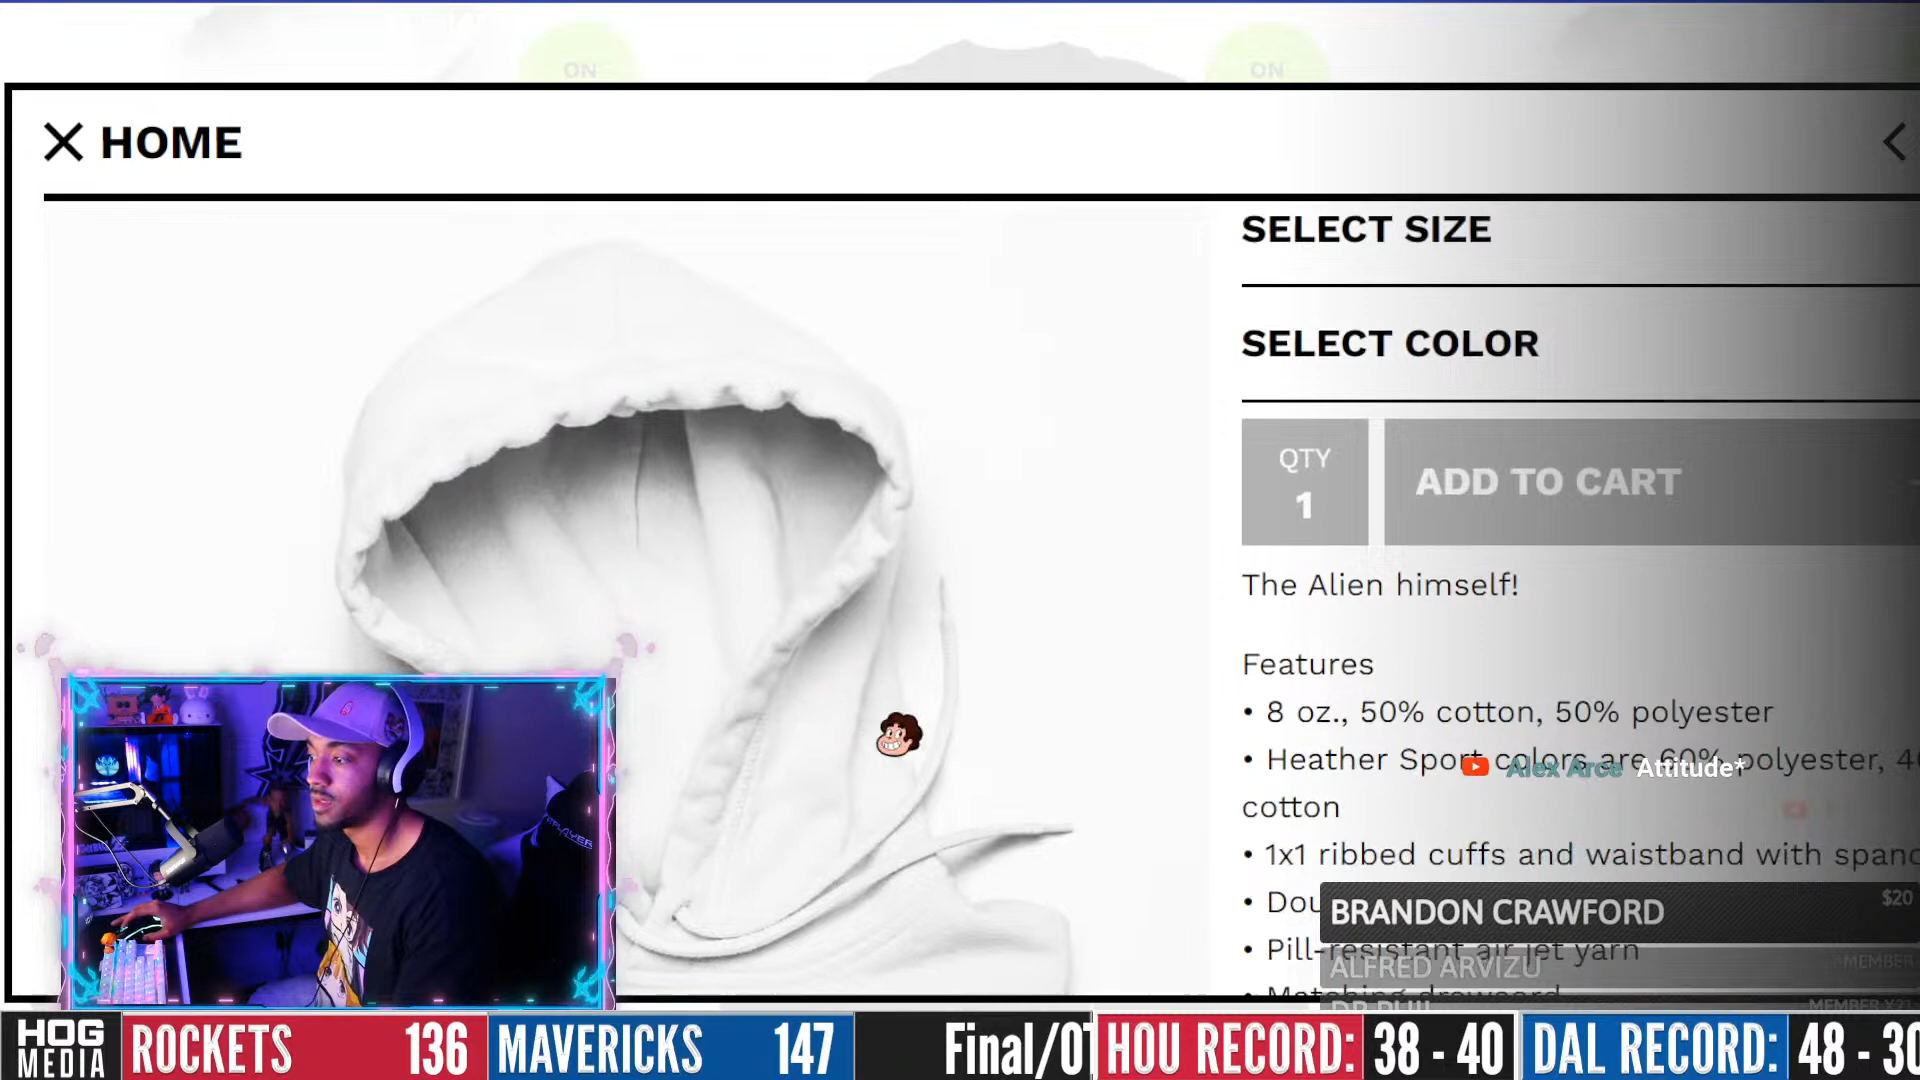 ON
ON
HOME
SELECT SIZE
SELECT COLOR
QTY
1
ADD TO CART
The Alien himself!
Features
• 8 oz., 50% cotton, 50% polyester
• Heather Sport colors are 60% polyester,
cotton
Alex Arce Attitude*
• 1x1 ribbed cuffs and waistband with
BRANDON CRAWFORD $20
• Pill-resistant air jet yarn
ALFRED ARVIZU MEMBER
HOG MEDIA
ROCKETS 136 MAVERICKS 147 Final/OT HOU RECORD: 38 - 40 DAL RECORD: 48 - 30